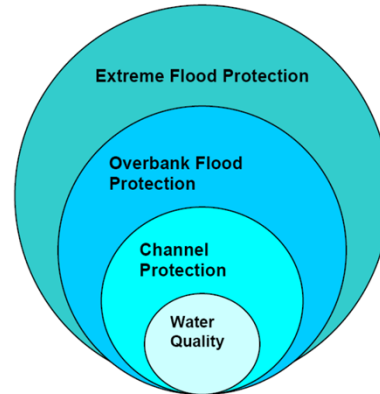 Extreme Flood Protection
Overbank Flood
Protection
Channel
Protection
Water
Quality